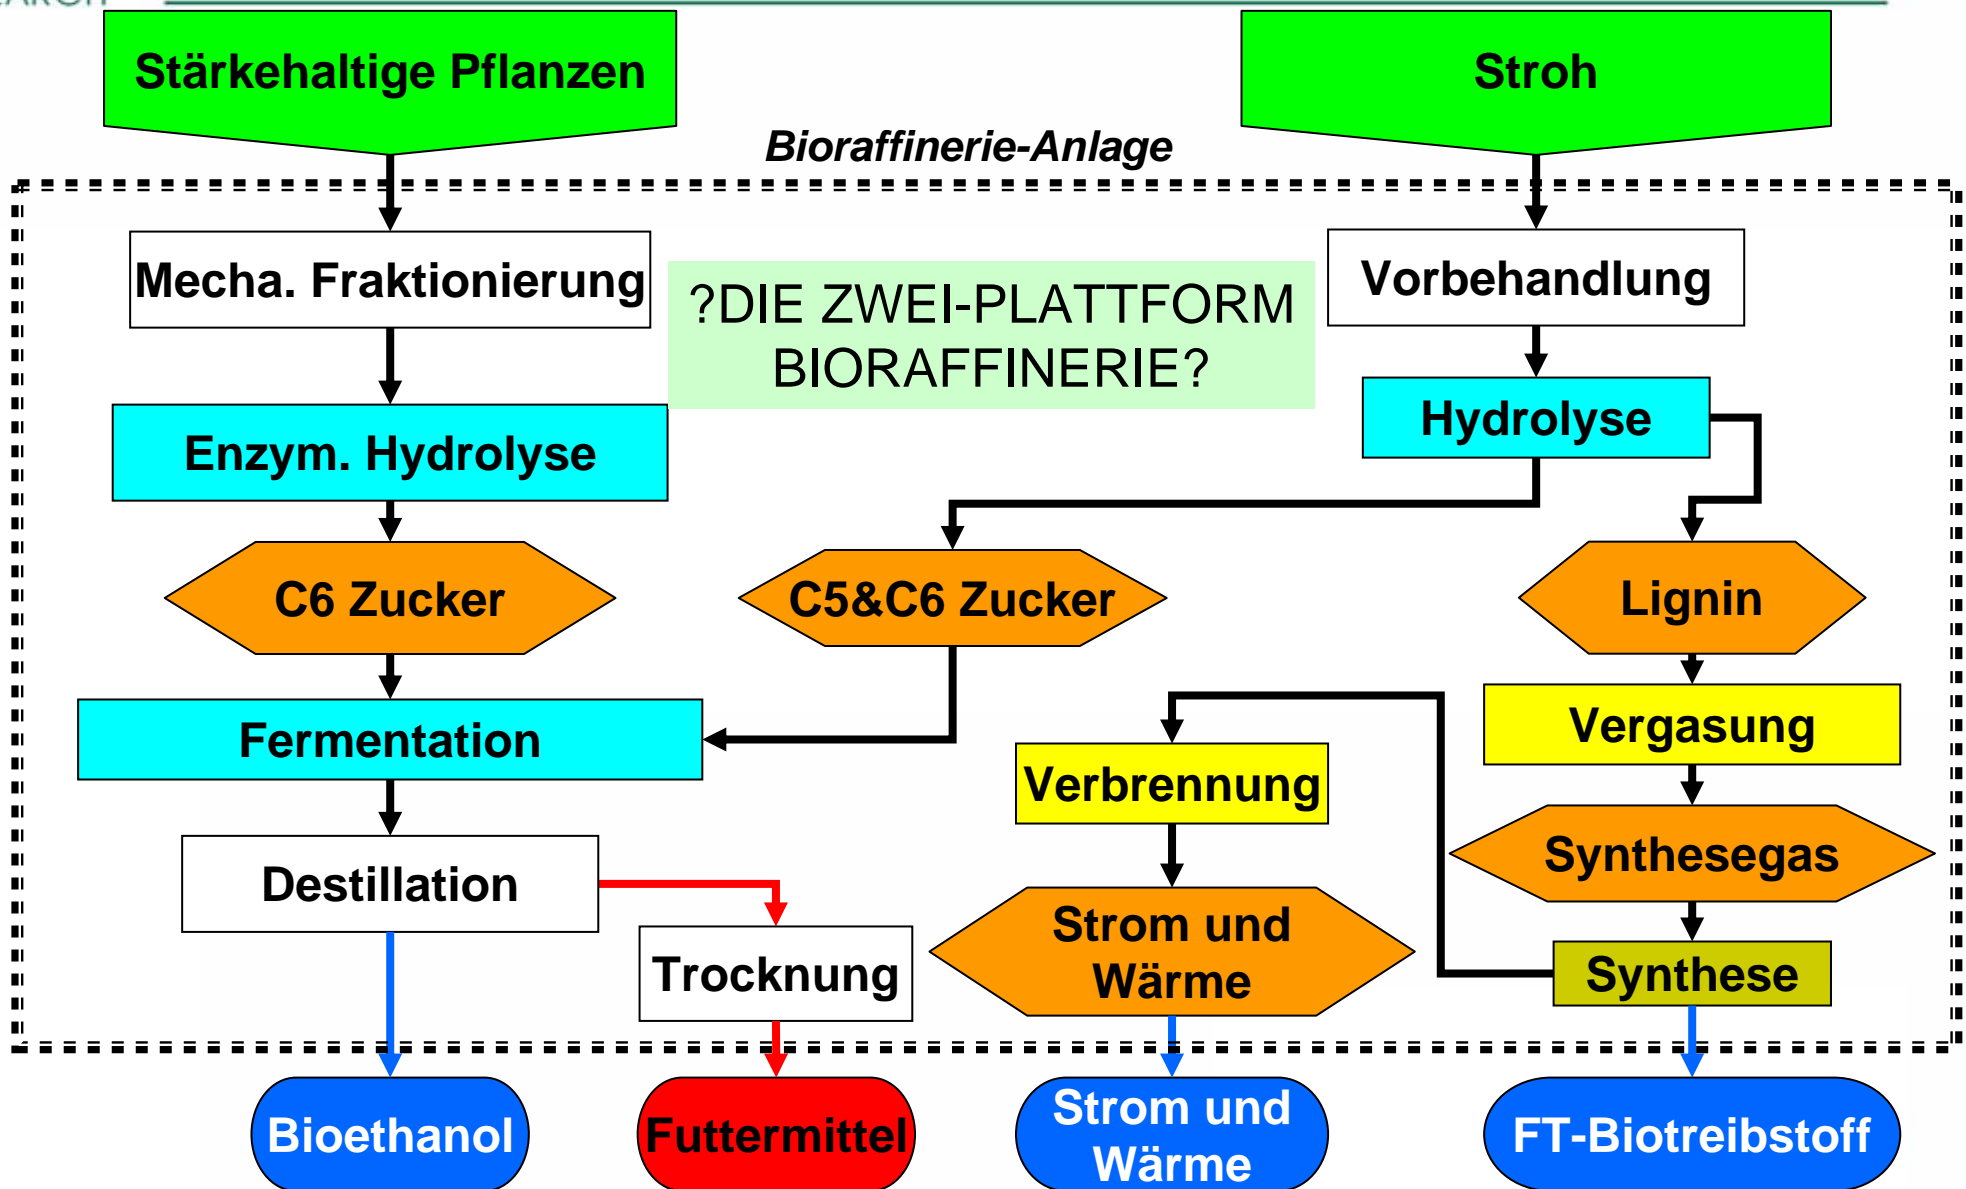 Stärkehaltige Pflanzen
Stroh
Bioraffinerie-Anlage
Mecha. Fraktionierung
?DIE ZWEI-PLATTFORM
BIORAFFINERIE?
Vorbehandlung
Enzym. Hydrolyse
Hydrolyse
C6 Zucker
C5&C6 Zucker
Lignin
Fermentation
Vergasung
Verbrennung
Synthesegas
Destillation
Strom und
Wärme
Trocknung
Synthese
Bioethanol
Futtermittel
Strom und
Wärme
FT-Biotreibstoff